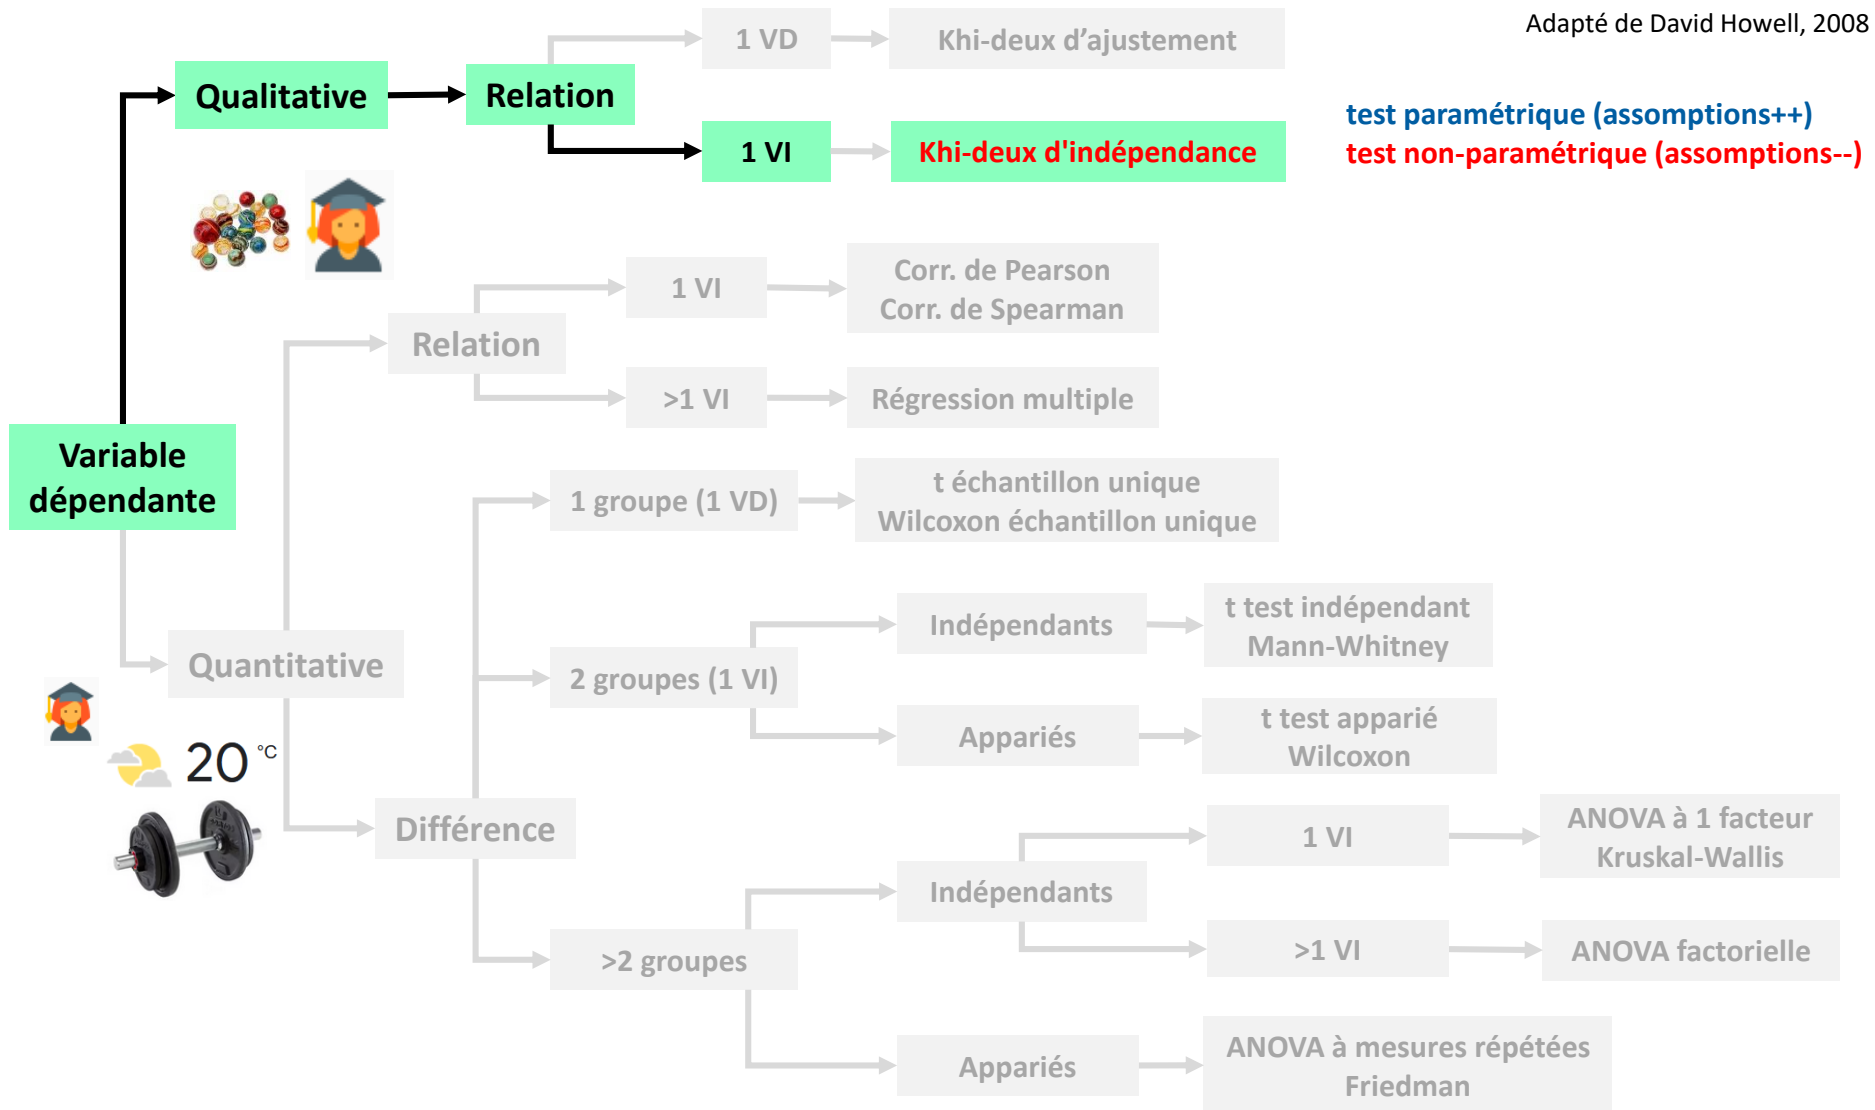 Adapté de David Howell, 2008
1 VD
Khi-deux d’ajustement
Qualitative
Relation
test paramétrique (assomptions++)
test non-paramétrique (assomptions--)
1 VI
Khi-deux d'indépendance
1 VI
Corr. de Pearson
Corr. de Spearman
Relation
>1 VI
Régression multiple
Variable
dépendante
1 groupe (1 VD)
t échantillon unique
Wilcoxon échantillon unique
Indépendants
t test indépendant
Mann-Whitney
Quantitative
2 groupes (1 VI)
Appariés
t test apparié
Wilcoxon
20 °C
Différence
1 VI
ANOVA à 1 facteur
Kruskal-Wallis
Indépendants
>2 groupes
>1 VI
ANOVA factorielle
Appariés
ANOVA à mesures répétées
Friedman